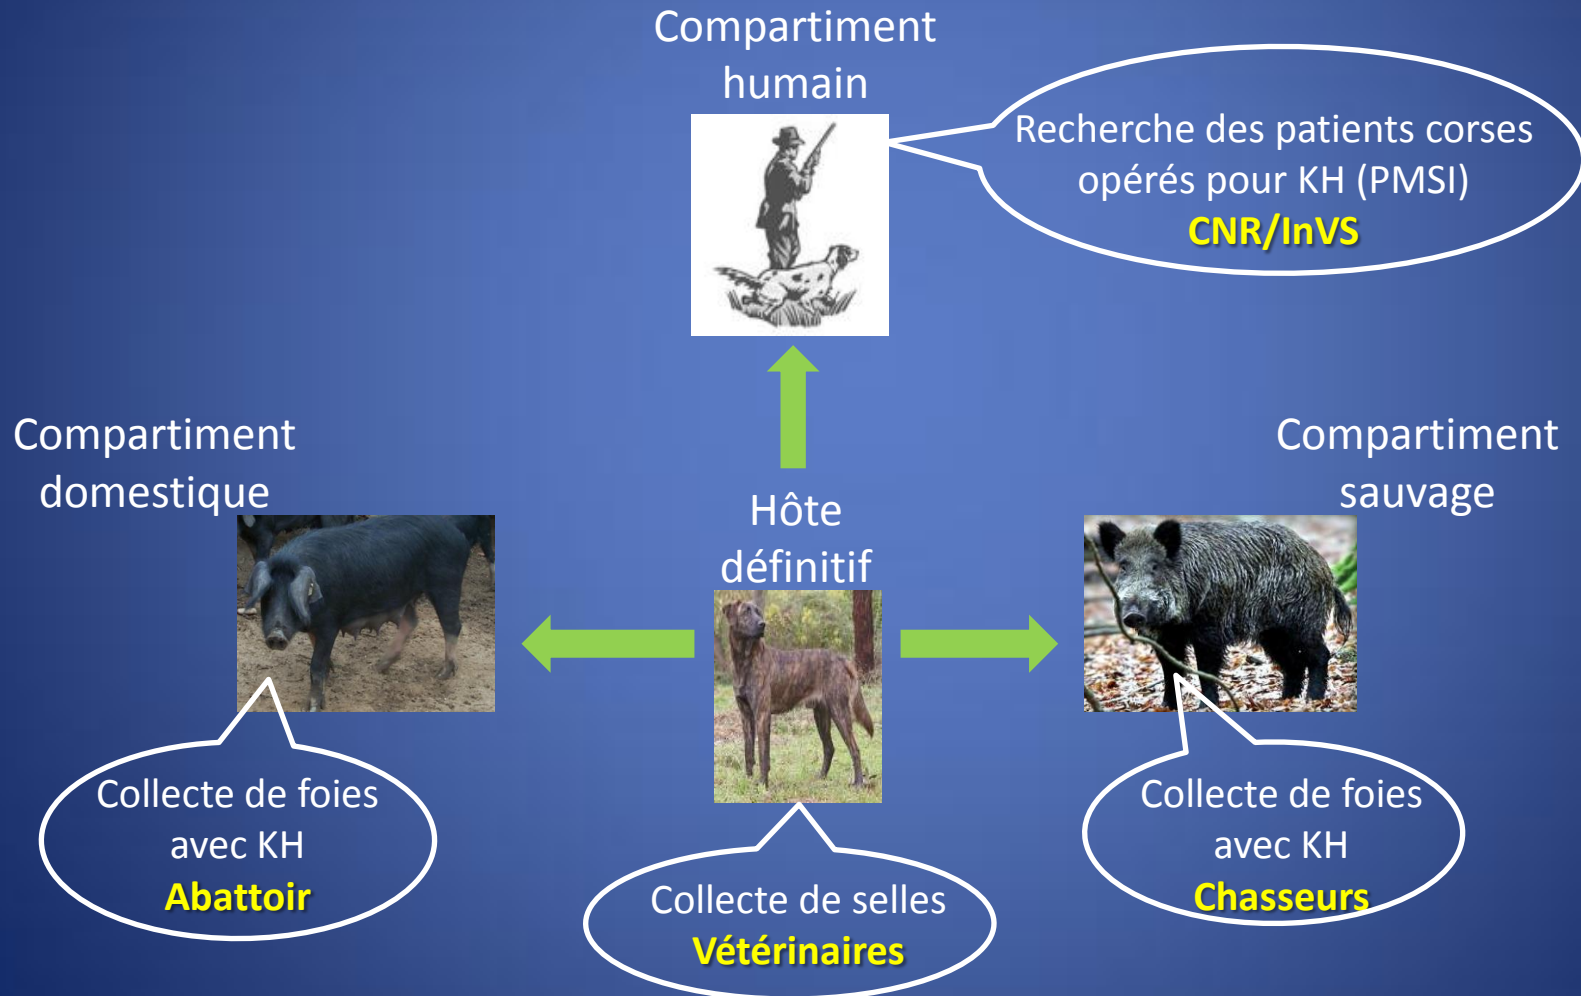 Compartiment
humain
Recherche des patients corses
opérés pour KH (PMSI)
CNR/InVS
Compartiment
domestique
Hôte
définitif
Compartiment
sauvage
Collecte de foies
avec KH
Abattoir
Collecte de selles
Vétérinaires
Collecte de foies
avec KH
Chasseurs